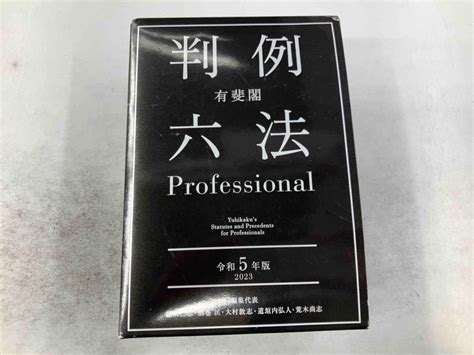 判例
有斐閣
六法
Professional
Yuhikaku's
Statutes and Precedents
for Professionals
令和5年版
2023
編集代表
大村敦志・道垣内弘人・荒木尚志